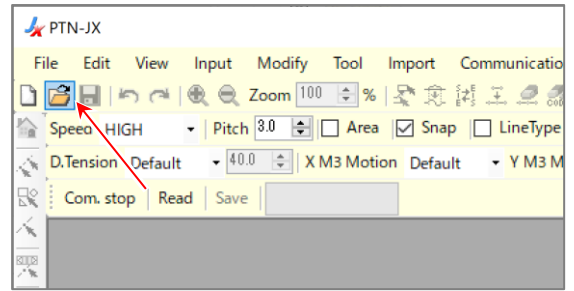 PTN-JX
File Edit View Input Modify Tool Import Communicatio
Zoom 100 %
Speed HIGH Pitch 3.0 Area Snap LineType
D.Tension Default 40.0 X M3 Motion Default Y M3 M
Com. stop Read Save